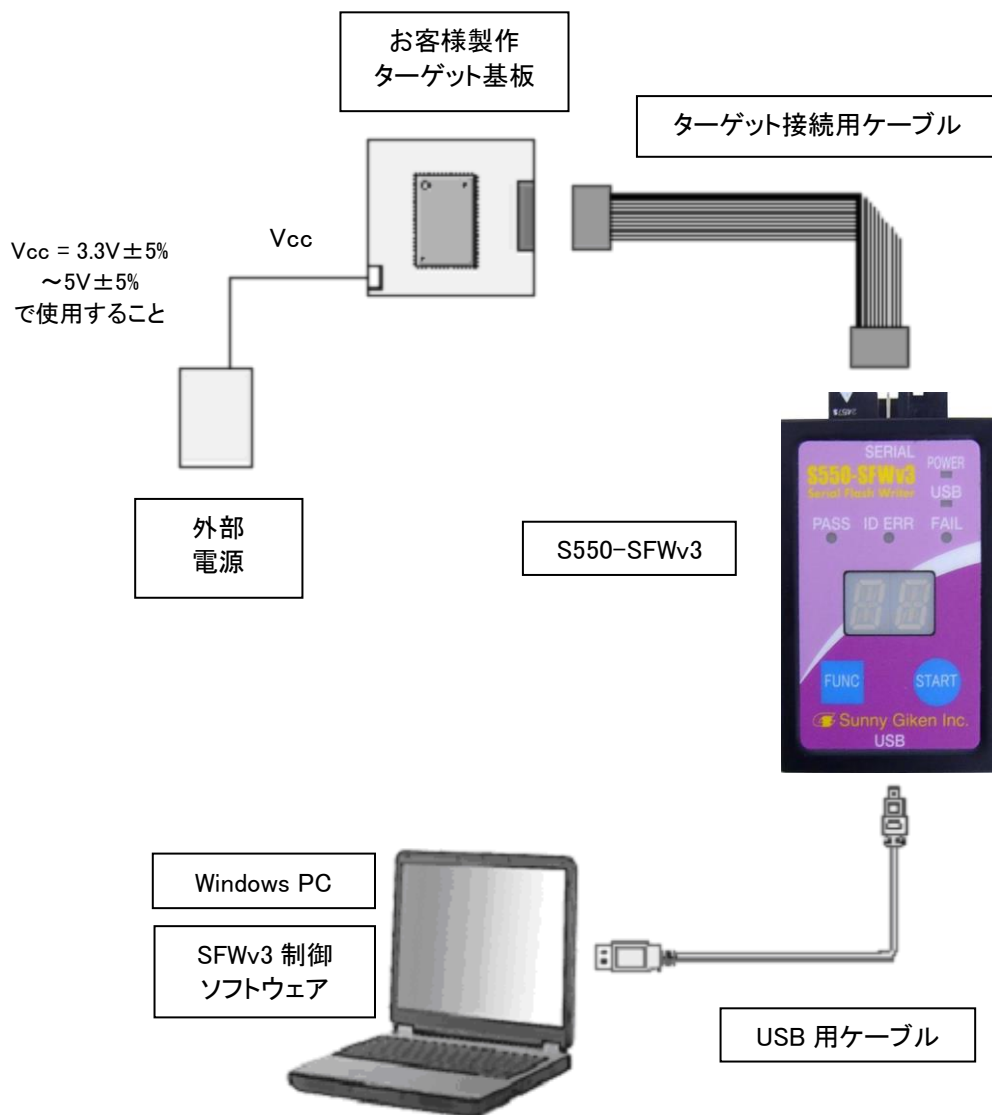 お客様製作
ターゲット基板
ターゲット接続用ケーブル
Vcc = 3.3V±5%
～5V±5%
で使用すること
Vcc
外部
電源
S550-SFWv3
SERIAL
POWER
S550-SFWv3
Serial Flash Writer
USB
PASS ID ERR FAIL
FUNC START
Sunny Giken Inc.
USB
Windows PC
SFWv3 制御
ソフトウェア
USB 用ケーブル